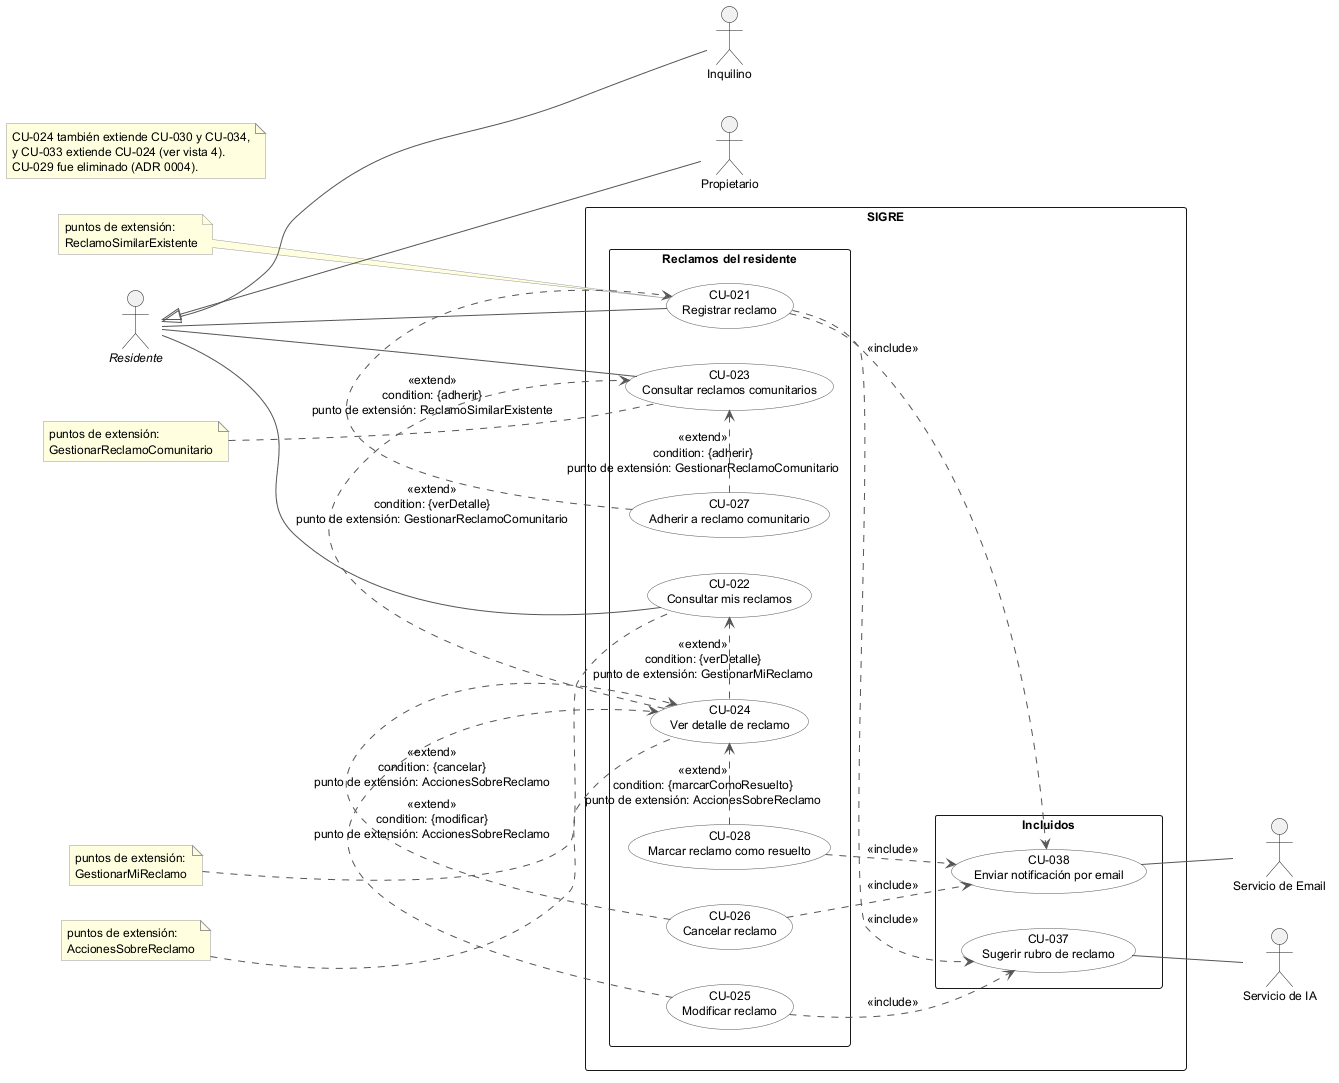 Inquilino
CU-024 también extiende CU-030 y CU-034,
y CU-033 extiende CU-024 (ver vista 4).
CU-029 fue eliminado (ADR 0004).
Propietario
puntos de extensión:
ReclamoSimilarExistente
SIGRE
Reclamos del residente
CU-021
Registrar reclamo
Residente
«include»
CU-023
Consultar reclamos comunitarios
«extend»
condition: {adherir}
punto de extensión: ReclamoSimilarExistente
puntos de extensión:
GestionarReclamoComunitario
«extend»
condition: {adherir}
punto de extensión: GestionarReclamoComunitario
«extend»
condition: {verDetalle}
punto de extensión: GestionarReclamoComunitario
CU-027
Adherir a reclamo comunitario
CU-022
Consultar mis reclamos
«extend»
condition: {verDetalle}
punto de extensión: GestionarMiReclamo
CU-024
Ver detalle de reclamo
«extend»
condition: {cancelar}
punto de extensión: AccionesSobreReclamo
«extend»
condition: {marcarComoResuelto}
punto de extensión: AccionesSobreReclamo
«extend»
condition: {modificar}
punto de extensión: AccionesSobreReclamo
Incluidos
CU-028
Marcar reclamo como resuelto
«include»
CU-038
Enviar notificación por email
Servicio de Email
puntos de extensión:
GestionarMiReclamo
«include»
CU-026
Cancelar reclamo
«include»
puntos de extensión:
AccionesSobreReclamo
CU-037
Sugerir rubro de reclamo
Servicio de IA
CU-025
Modificar reclamo
«include»